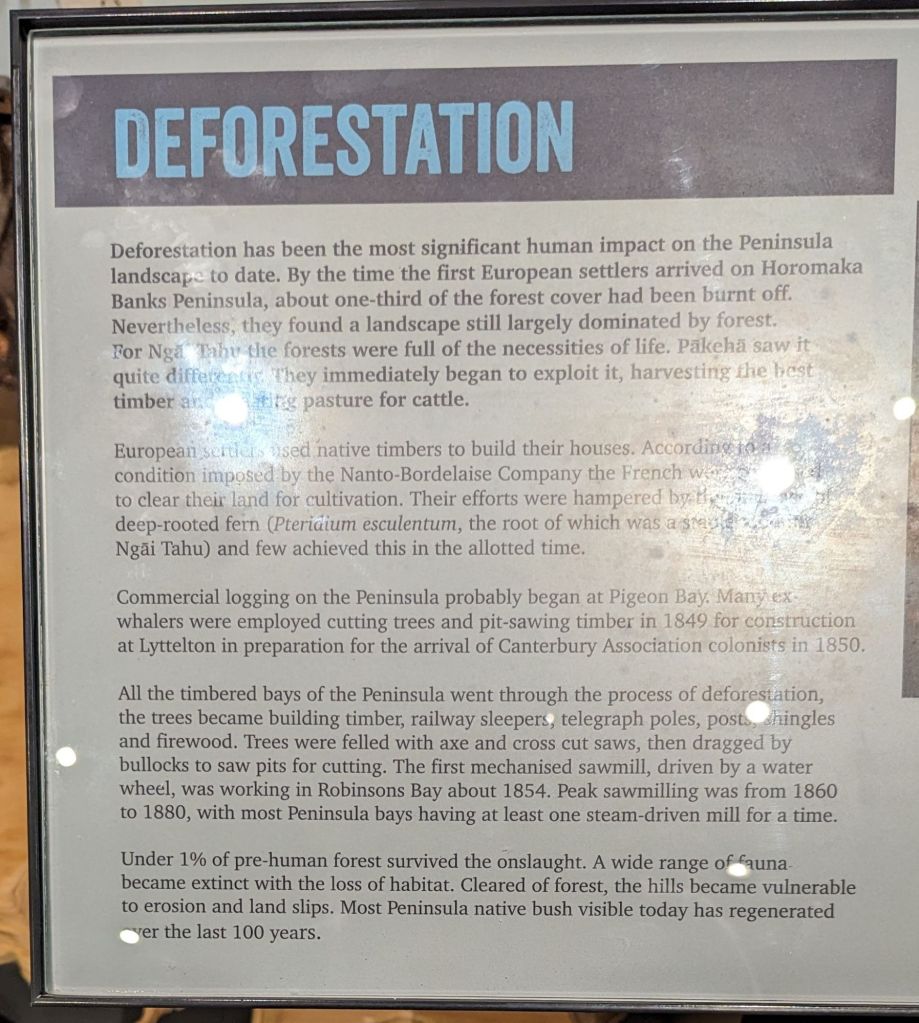 DEFORESTATION
Deforestation has been the most significant human impact on the Peninsula
landscape to date. By the time the first European settlers arrived on Horomaka
Banks Peninsula, about one-third of the forest cover had been burnt off.
Nevertheless, they found a landscape still largely dominated by forest.
For Ngāi Tahu the forests were full of the necessities of life. Pākehā saw it
quite differently. They immediately began to exploit it, harvesting the best
timber pasture for cattle.
European settlers used native timbers to build their houses. According to a
condition imposed by the Nanto-Bordelaise Company the French
to clear their land for cultivation. Their efforts were hampered by
deep-rooted fern (Pteridium esculentum, the root of which was a
Ngāi Tahu) and few achieved this in the allotted time.
Commercial logging on the Peninsula probably began at Pigeon Bay. Many ex-
whalers were employed cutting trees and pit-sawing timber in 1849 for construction
at Lyttelton in preparation for the arrival of Canterbury Association colonists in 1850.
All the timbered bays of the Peninsula went through the process of deforestation,
the trees became building timber, railway sleepers, telegraph poles, posts, shingles
and firewood. Trees were felled with axe and cross cut saws, then dragged by
bullocks to saw pits for cutting. The first mechanised sawmill, driven by a water
wheel, was working in Robinsons Bay about 1854. Peak sawmilling was from 1860
to 1880, with most Peninsula bays having at least one steam-driven mill for a time.
Under 1% of pre-human forest survived the onslaught. A wide range of fauna
became extinct with the loss of habitat. Cleared of forest, the hills became vulnerable
to erosion and land slips. Most Peninsula native bush visible today has regenerated
over the last 100 years.